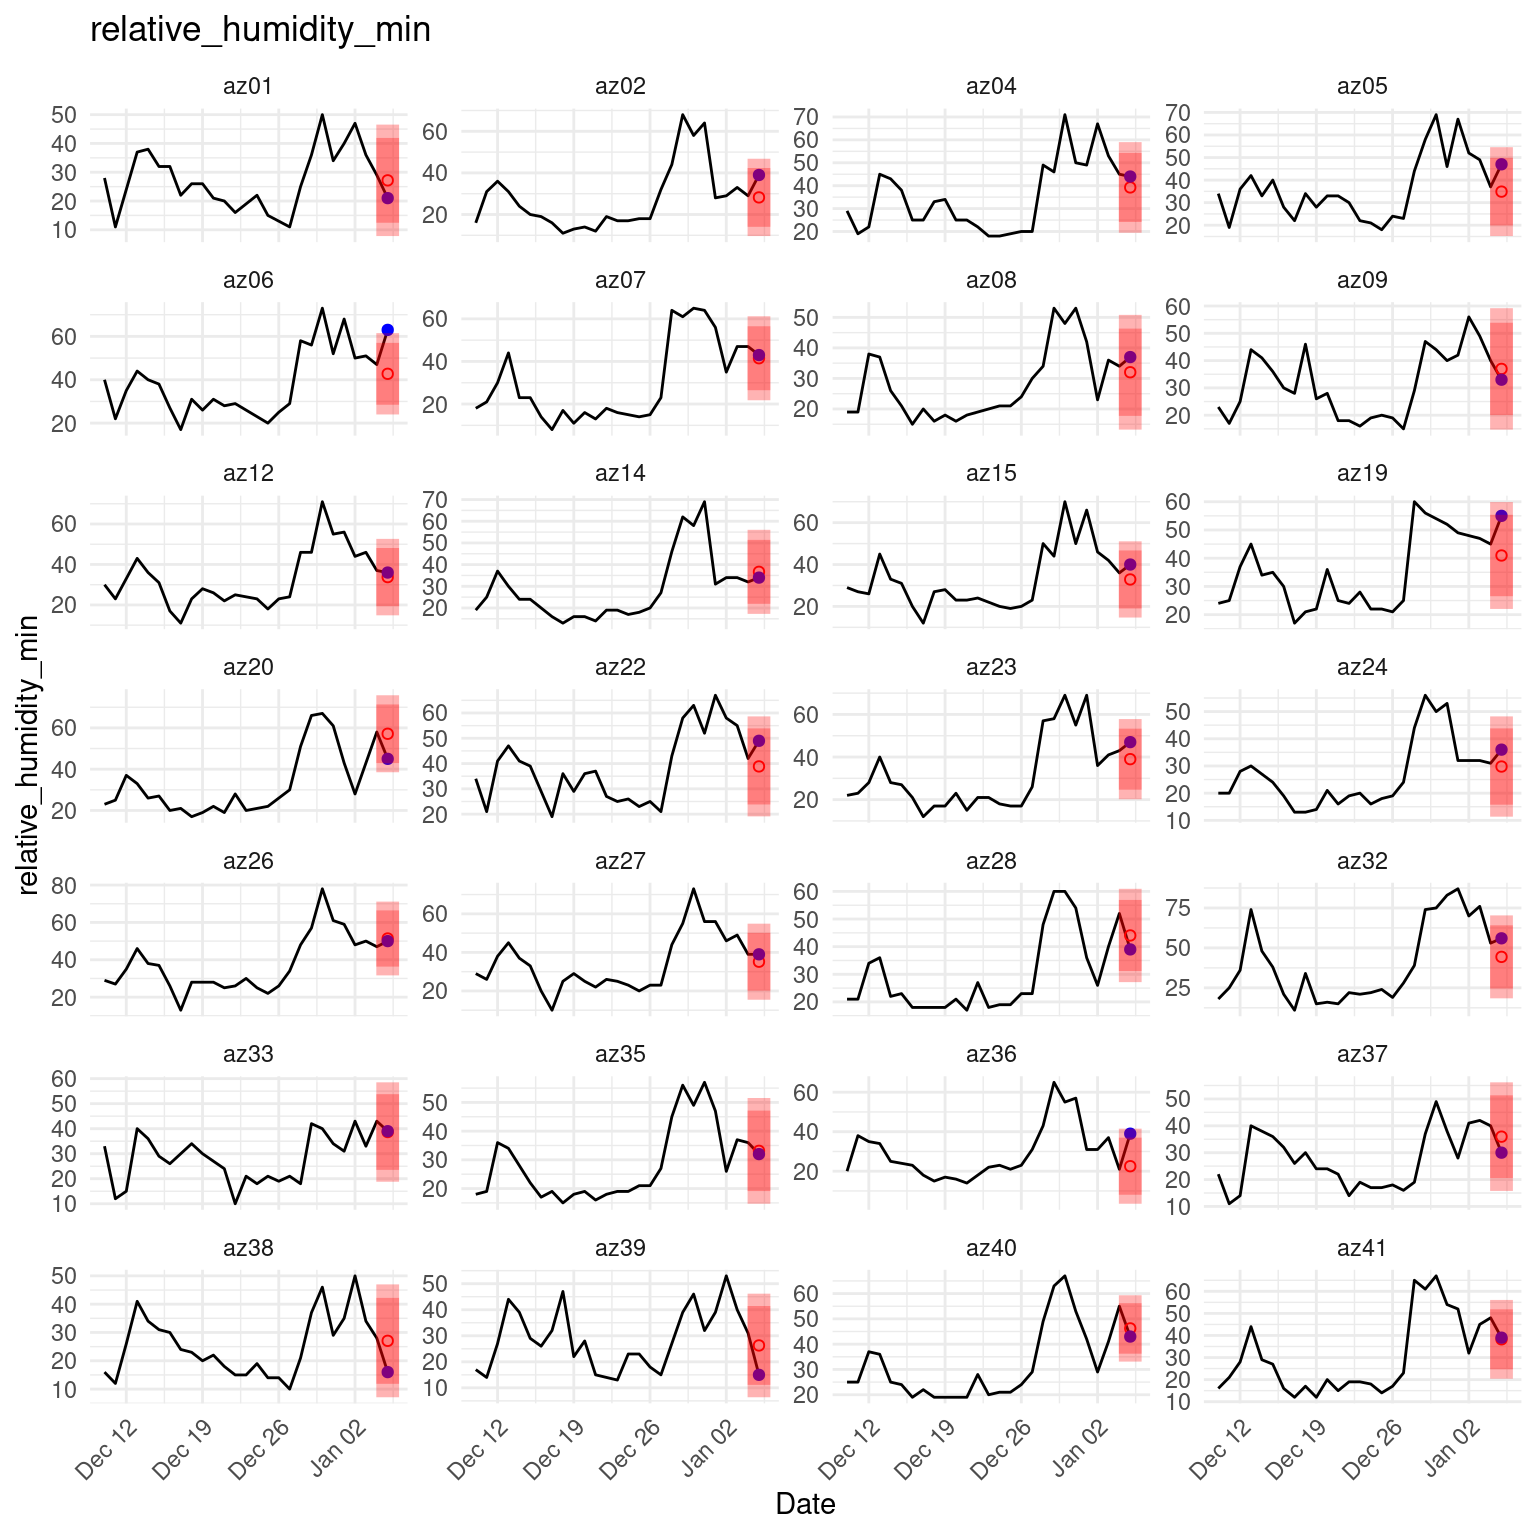 relative_humidity_min
az01 az02 az04 az05
50 40 30 20 10
60 40 20
70 60 50 40 30 20
70 60 50 40 30 20
az06 az07 az08 az09
60 40 20
60 40 20
50 40 30 20
60 50 40 30 20
az12 az14 az15 az19
60 40 20
70 60 50 40 30 20
60 40 20
60 50 40 30 20
az20 az22 az23 az24
60 40 20
60 50 40 30 20
60 40 20
50 40 30 20 10
az26 az27 az28 az32
80 60 40 20
60 40 20
60 50 40 30 20
75 50 25
az33 az35 az36 az37
60 50 40 30 20 10
50 40 30 20
60 40 20
50 40 30 20 10
az38 az39 az40 az41
50 40 30 20 10
50 40 30 20 10
60 50 40 30 20
60 50 40 30 20 10
Dec 12 Dec 19 Dec 26 Jan 02 Dec 12 Dec 19 Dec 26 Jan 02 Dec 12 Dec 19 Dec 26 Jan 02 Dec 12 Dec 19 Dec 26 Jan 02
Date
relative_humidity_min